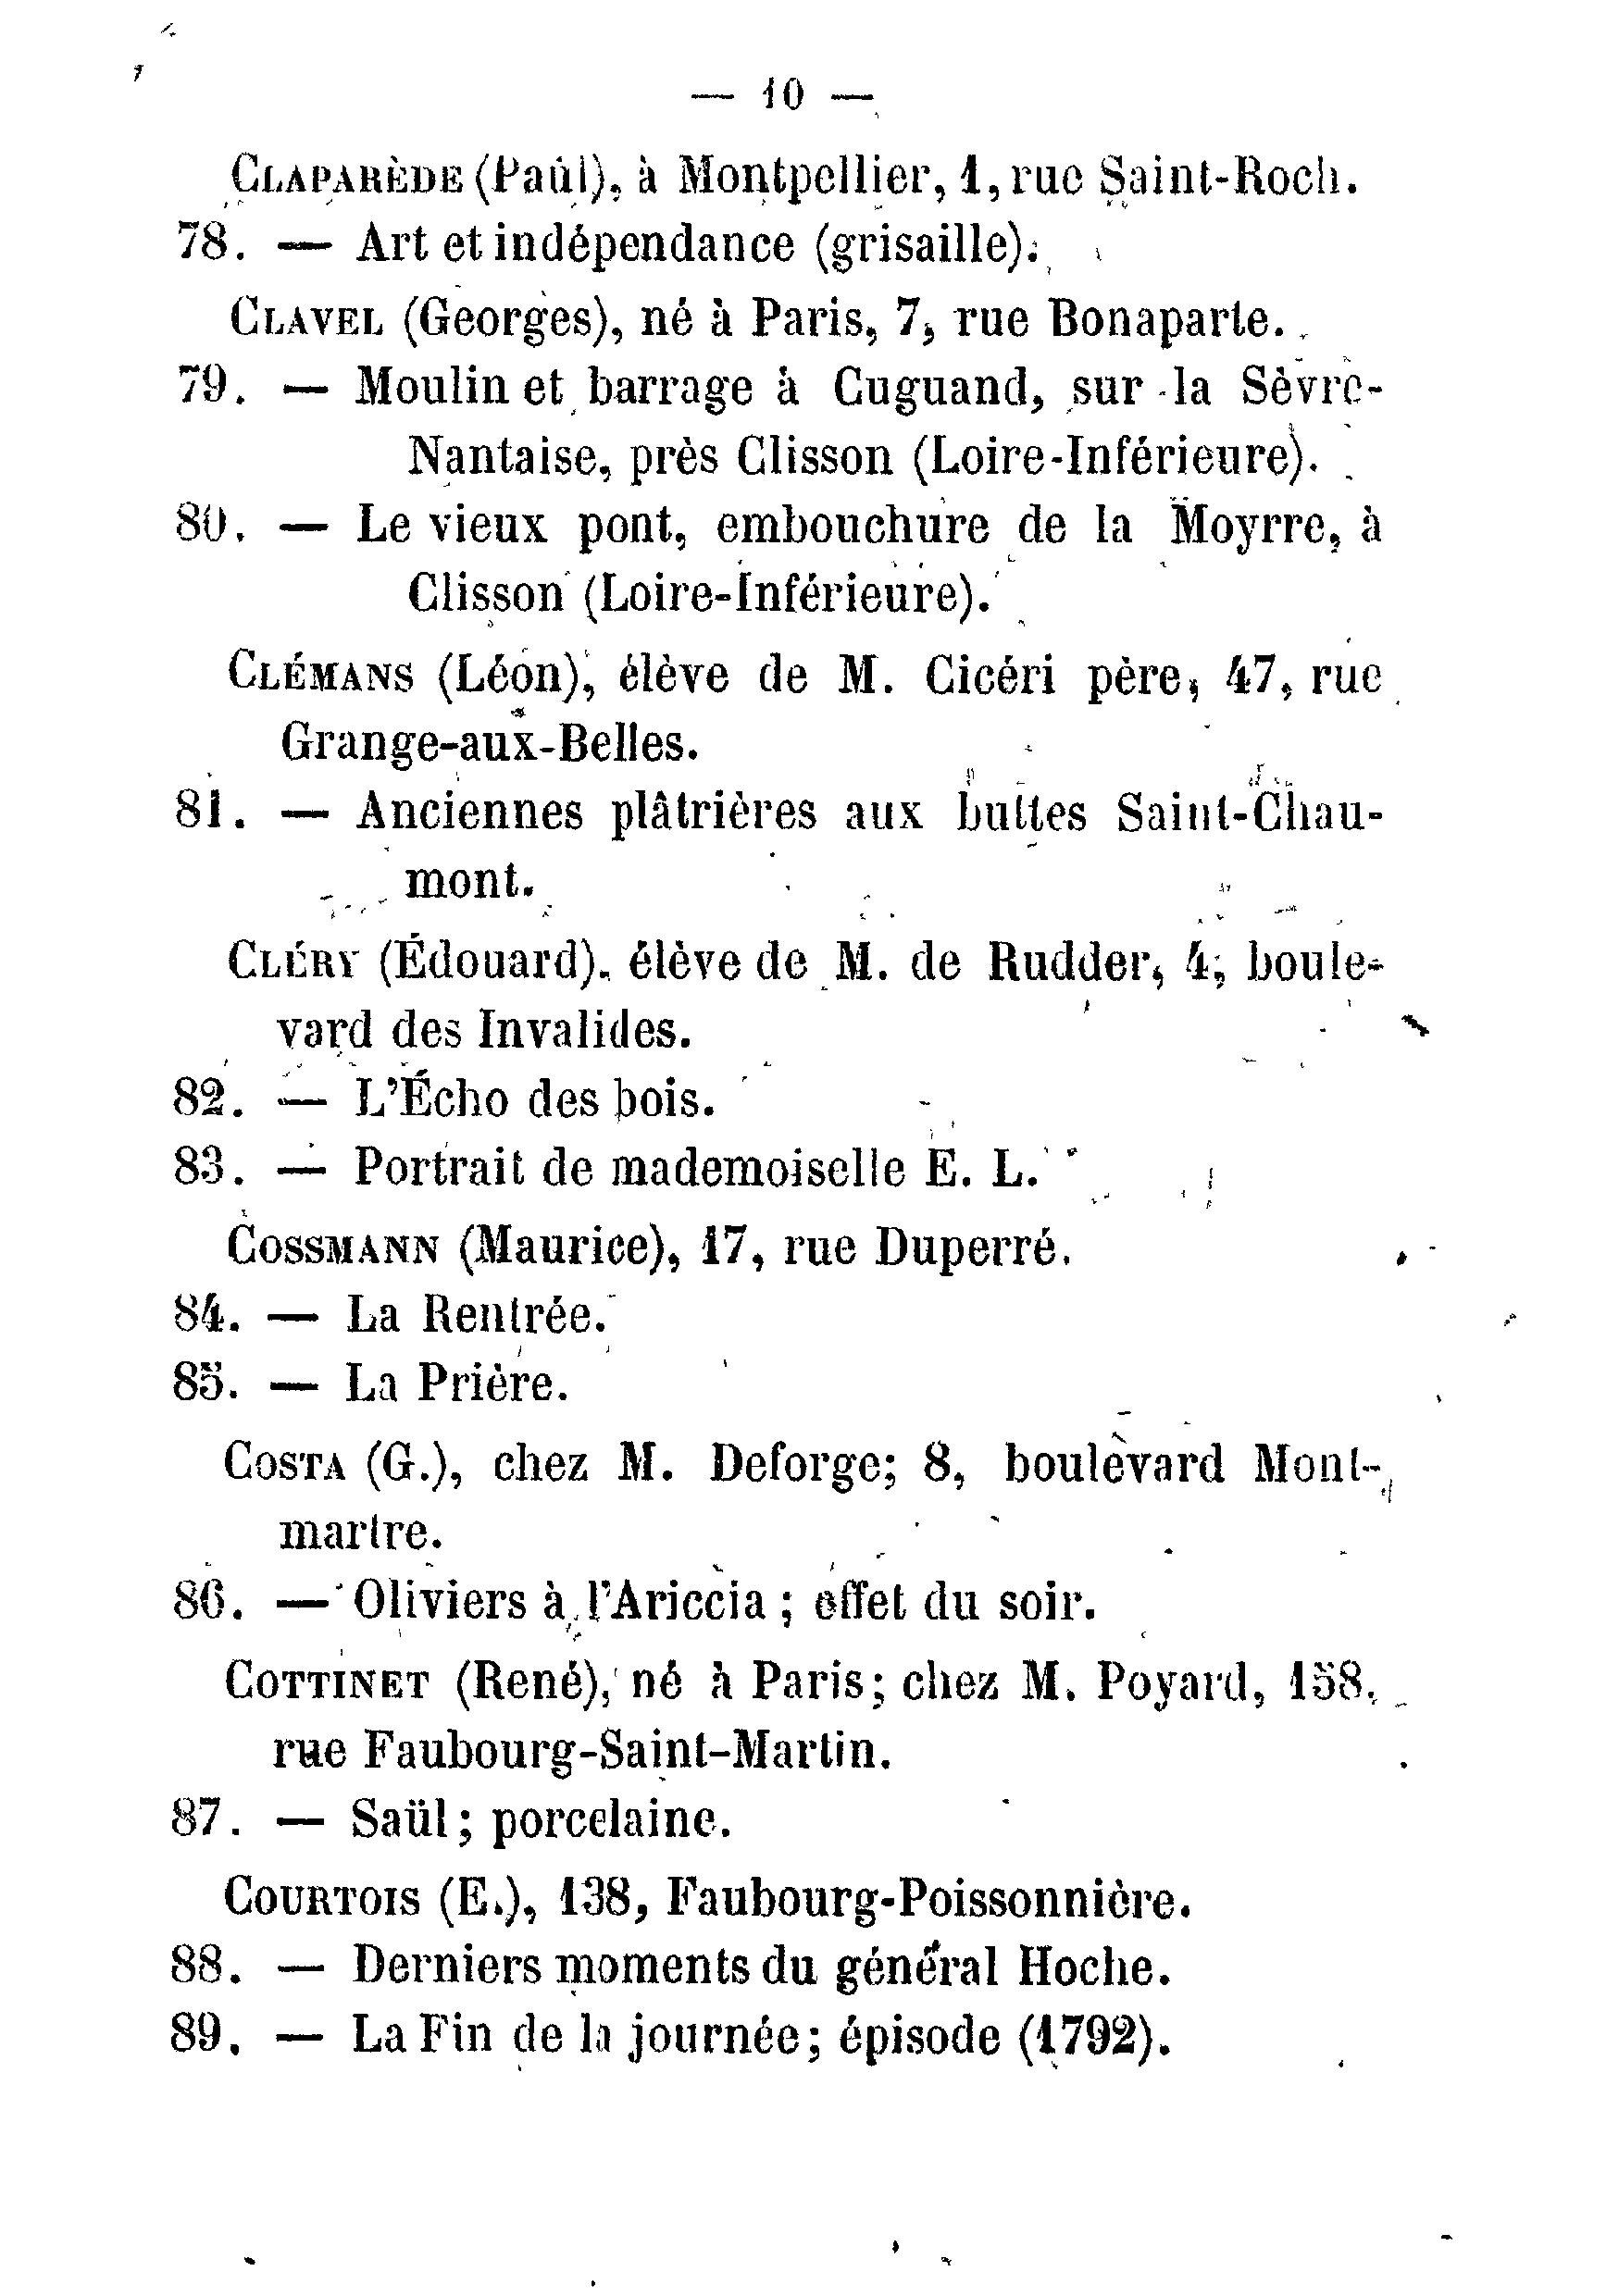 — 10 —
CLAPARÈDE (Paul), à Montpellier, 1, rue Saint-Roch.
78. — Art et indépendance (grisaille).
CLAVEL (Georges), né à Paris, 7, rue Bonaparte.
79. — Moulin et barrage à Cuguand, sur la Sèvre-
Nantaise, près Clisson (Loire-Inférieure).
80. — Le vieux pont, embouchure de la Moyrre, à
Clisson (Loire-Inférieure).
CLÉMANS (Léon), élève de M. Cicéri père, 47, rue
Grange-aux-Belles.
81. — Anciennes plâtrières aux buttes Saint-Chau-
mont.
CLÉRY (Édouard), élève de M. de Rudder, 4, boule-
vard des Invalides.
82. — L'Écho des bois.
83. — Portrait de mademoiselle E. L.
COSSMANN (Maurice), 17, rue Duperré.
84. — La Rentrée.
85. — La Prière.
COSTA (G.), chez M. Deforge; 8, boulevard Mont-
martre.
86. — Oliviers à l'Ariccia ; effet du soir.
COTTINET (René), né à Paris; chez M. Poyard, 158,
rue Faubourg-Saint-Martin.
87. — Saül ; porcelaine.
COURTOIS (E.), 138, Faubourg-Poissonnière.
88. — Derniers moments du général Hoche.
89. — La Fin de la journée; épisode (1792).